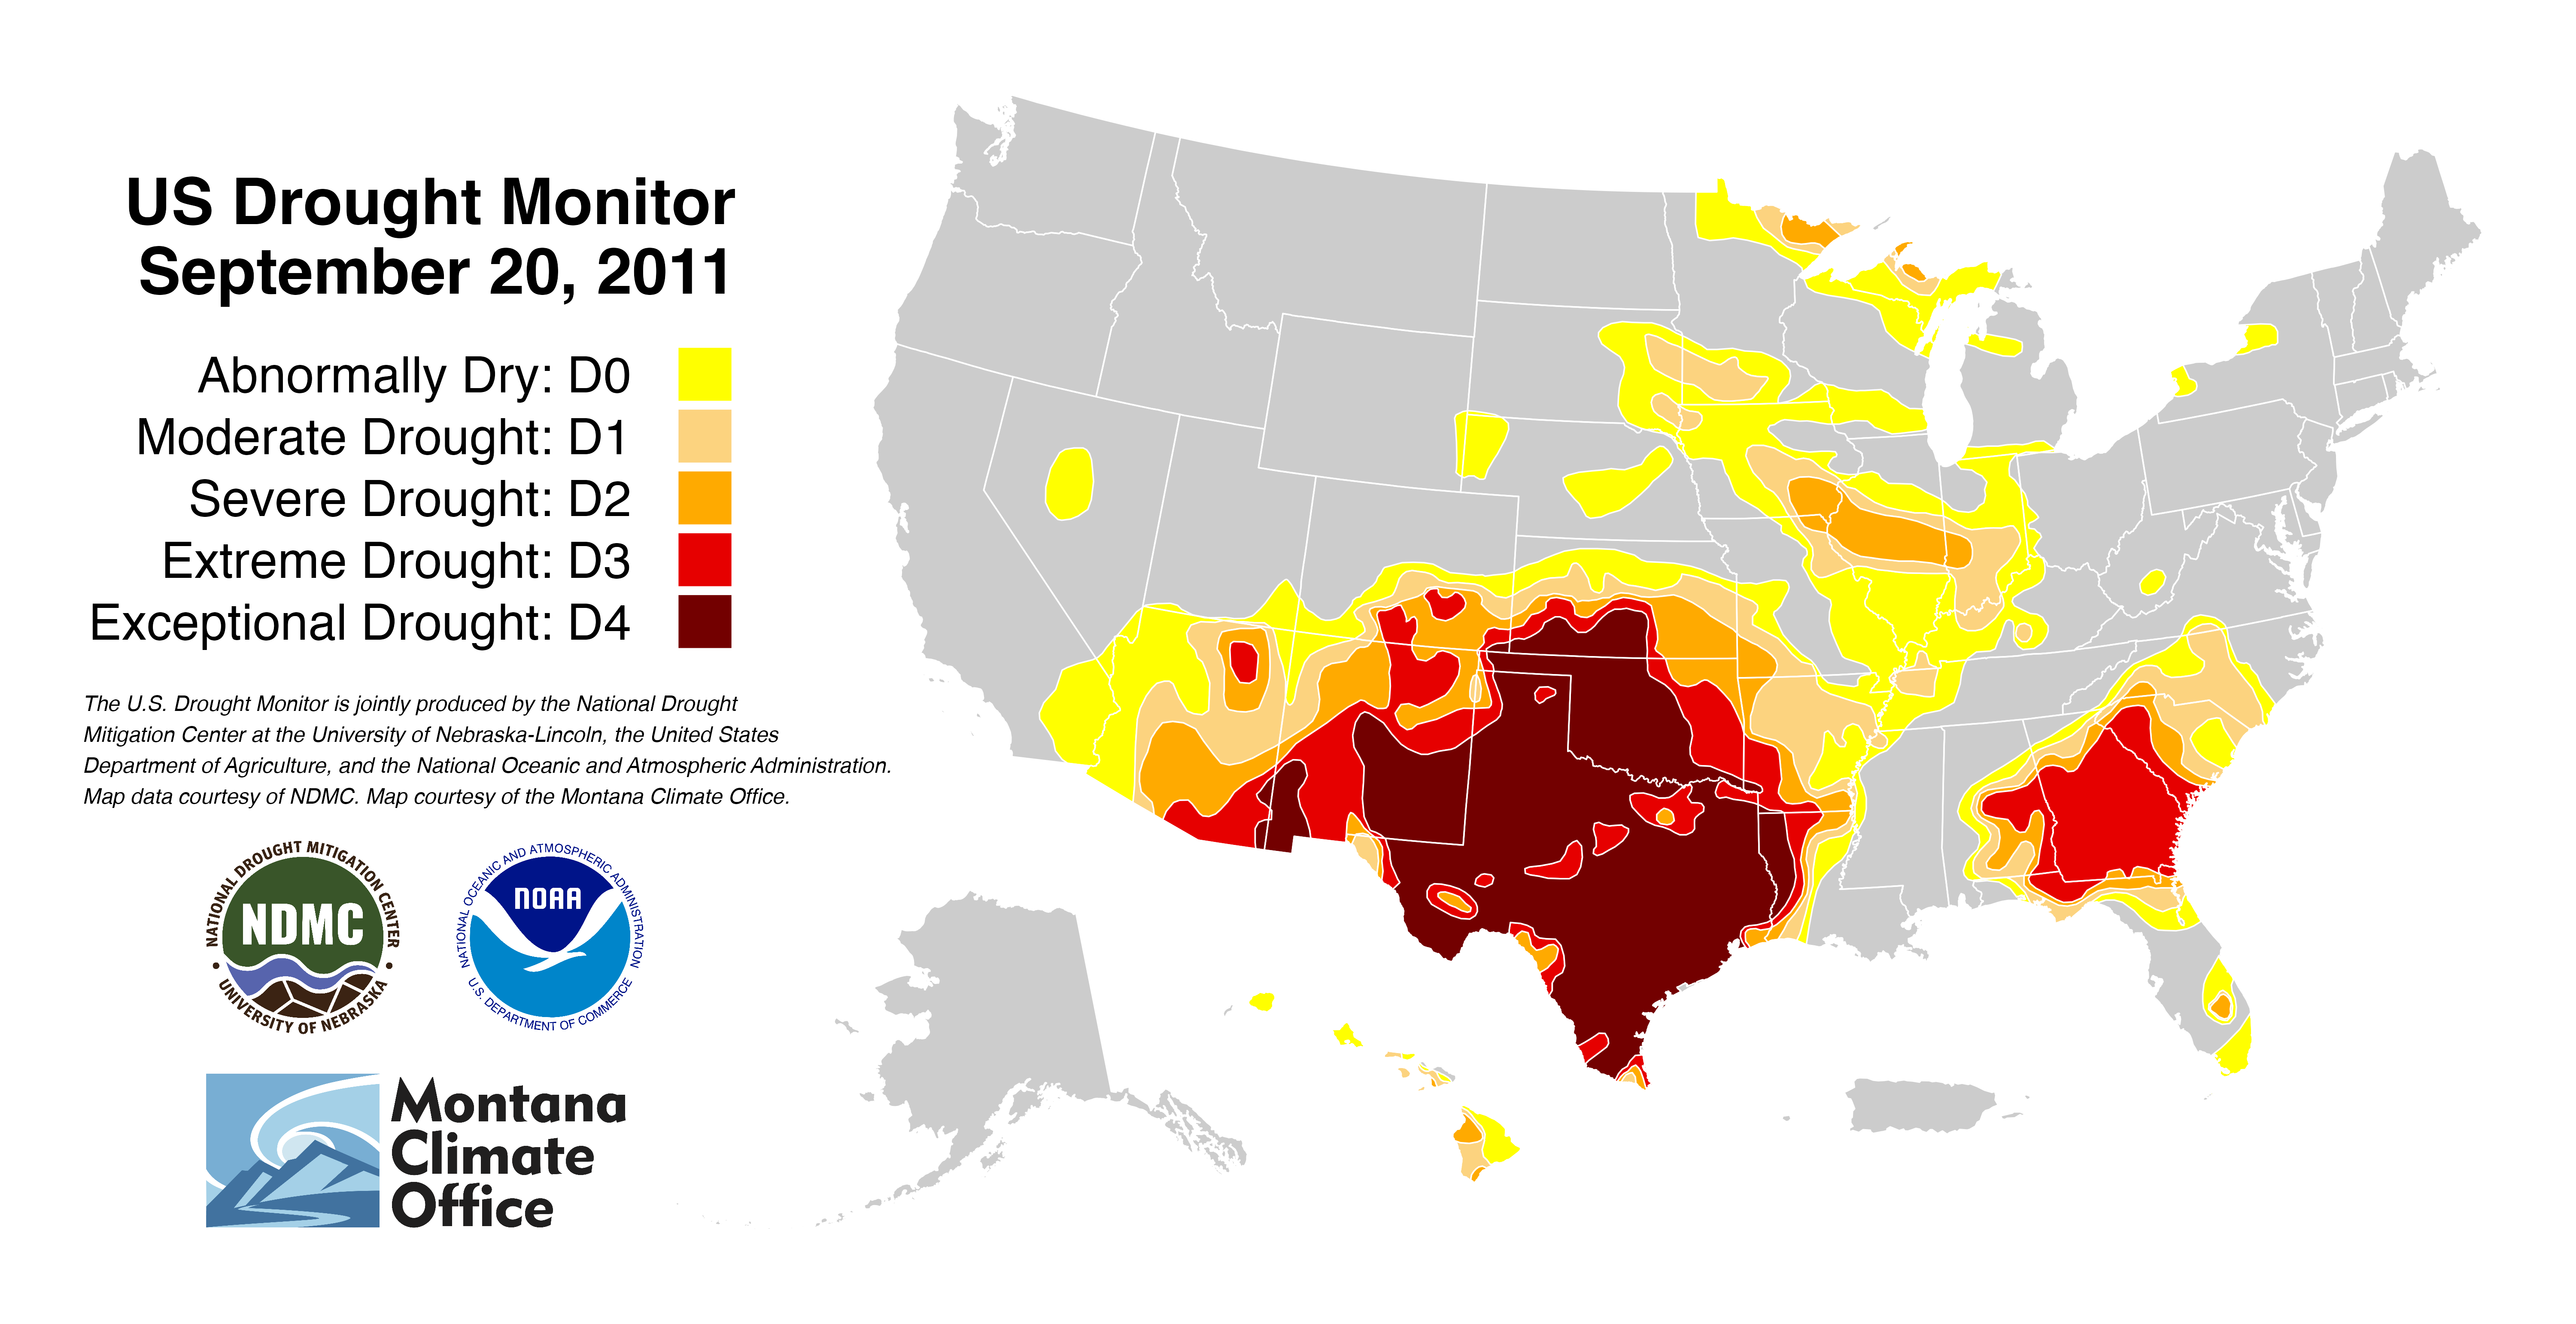 US Drought Monitor
September 20, 2011
Abnormally Dry: D0
Moderate Drought: D1
Severe Drought: D2
Extreme Drought: D3
Exceptional Drought: D4
The U.S. Drought Monitor is jointly produced by the National Drought
Mitigation Center at the University of Nebraska-Lincoln, the United States
Department of Agriculture, and the National Oceanic and Atmospheric Administration.
Map data courtesy of NDMC. Map courtesy of the Montana Climate Office.
NATIONAL DROUGHT MITIGATION CENTER
NDMC
UNIVERSITY OF NEBRASKA
NATIONAL OCEANIC AND ATMOSPHERIC ADMINISTRATION
NOAA
U.S. DEPARTMENT OF COMMERCE
Montana
Climate
Office